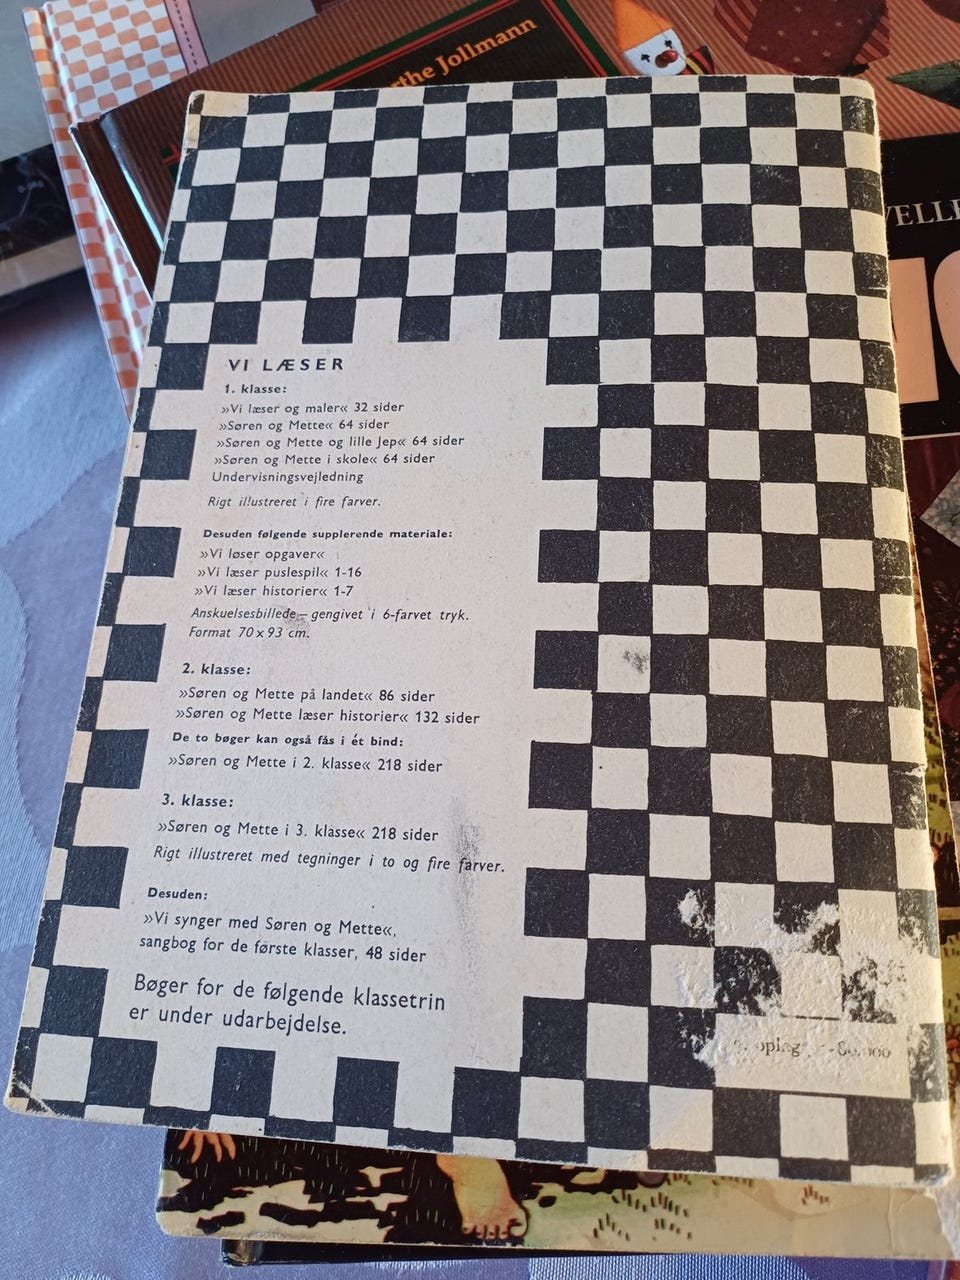 rthe Jollmann
VELLE
VI LÆSER
1. klasse:
»Vi læser og maler« 32 sider
»Søren og Mette« 64 sider
»Søren og Mette og lille Jep« 64 sider
»Søren og Mette i skole« 64 sider
Undervisningsvejledning
Rigt illustreret i fire farver.
Desuden følgende supplerende materiale:
»Vi løser opgaver«
»Vi læser puslespil« 1-16
»Vi læser historier« 1-7
Anskuelsesbillede – gengivet i 6-farvet tryk.
Format 70 x 93 cm.
2. klasse:
»Søren og Mette på landet« 86 sider
»Søren og Mette læser historier« 132 sider
De to bøger kan også fås i ét bind:
»Søren og Mette i 2. klasse« 218 sider
3. klasse:
»Søren og Mette i 3. klasse« 218 sider
Rigt illustreret med tegninger i to og fire farver.
Desuden:
»Vi synger med Søren og Mette«,
sangbog for de første klasser, 48 sider
Bøger for de følgende klassetrin
er under udarbejdelse.
oplag